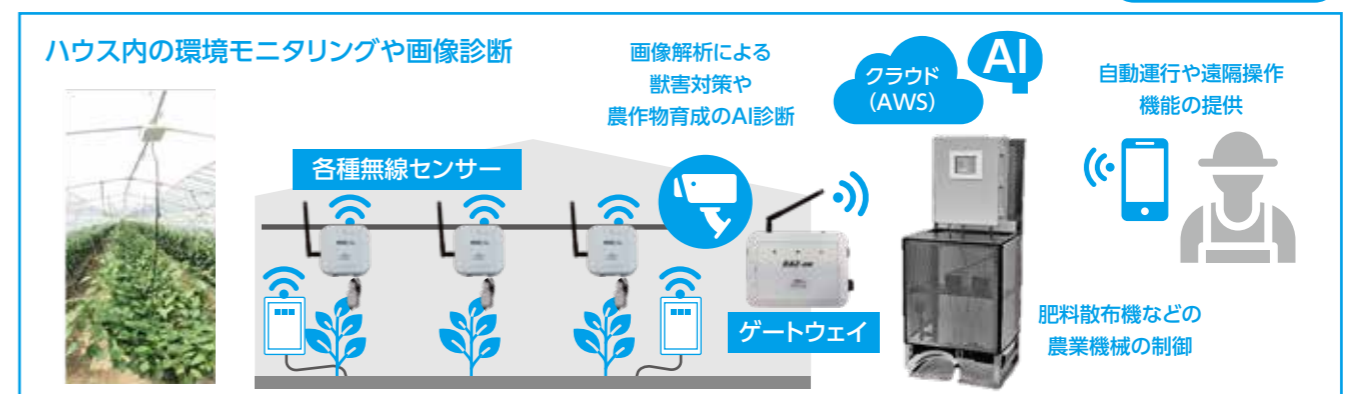 ハウス内の環境モニタリングや画像診断
画像解析による
獣害対策や
農作物育成のAI診断
クラウド
(AWS)
AI
自動運行や遠隔操作
機能の提供
各種無線センサー
ゲートウェイ
肥料散布機などの
農業機械の制御